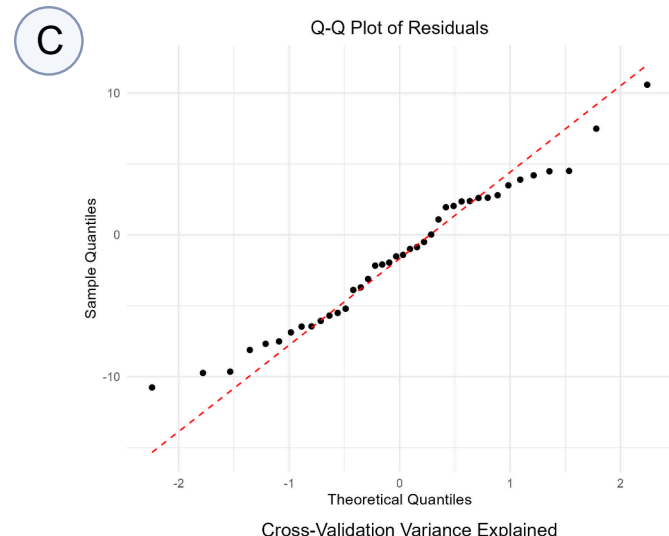 C
Q-Q Plot of Residuals
10
0
-10
Sample Quantiles
-2 -1 0 1 2
Theoretical Quantiles
Cross-Validation Variance Explained